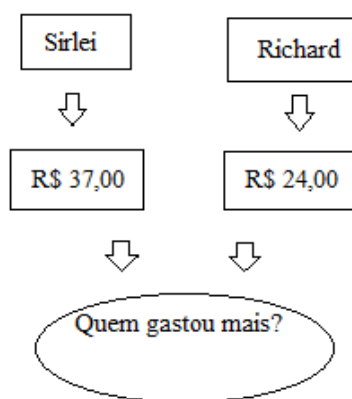 Sirlei
Richard
R$ 37,00
R$ 24,00
Quem gastou mais?